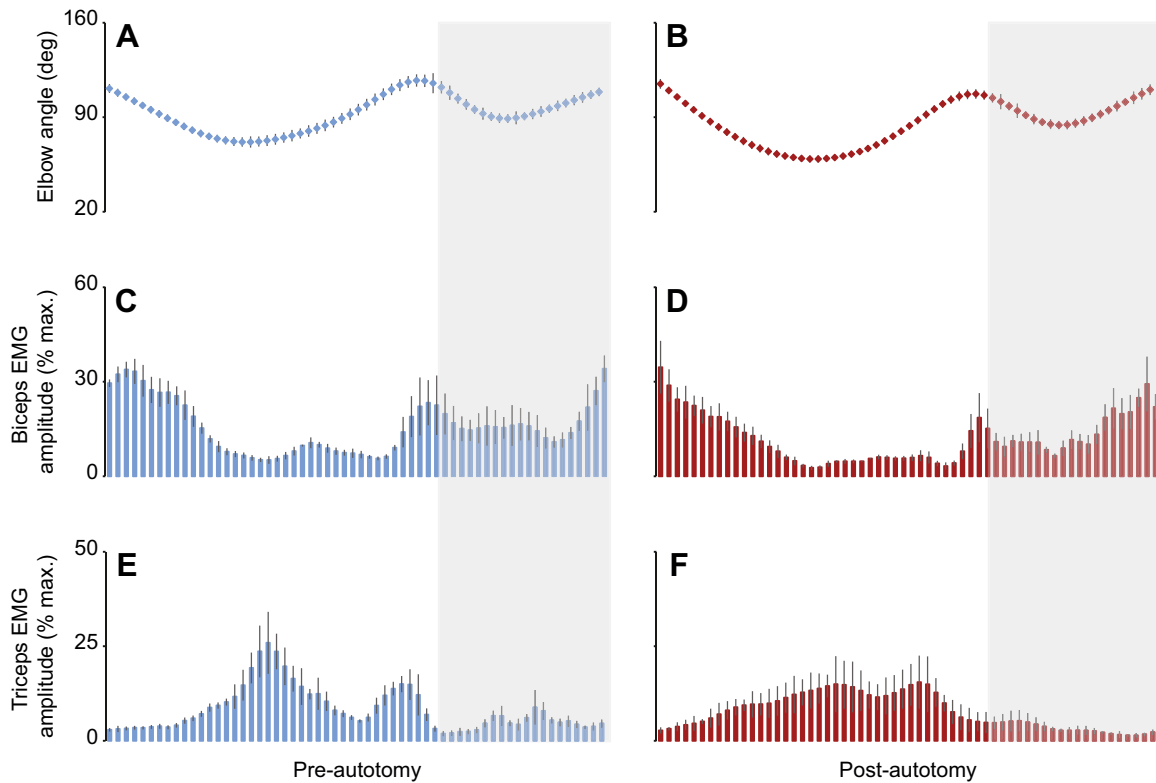 160
A
B
90
20
Elbow angle (deg)
60
C
D
30
0
Biceps EMG
amplitude (% max.)
50
E
F
25
0
Triceps EMG
amplitude (% max.)
Pre-autotomy
Post-autotomy